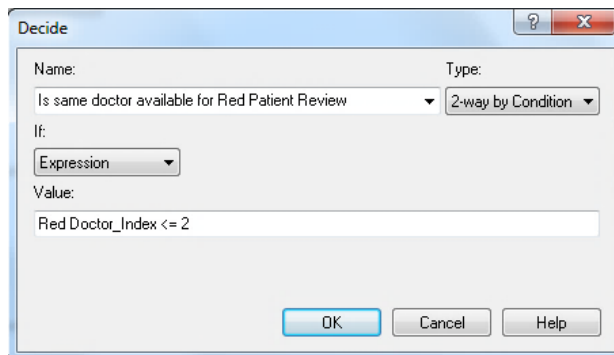 Decide
Name: Type:
Is same doctor available for Red Patient Review 2-way by Condition
If:
Expression
Value:
Red Doctor_Index <= 2
OK Cancel Help